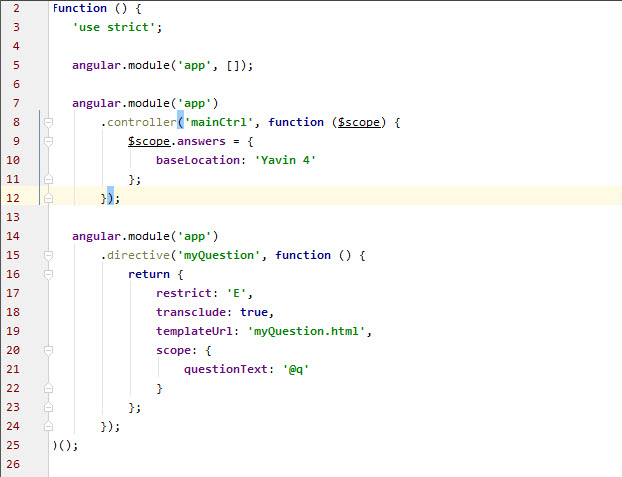 2 function () {
3 'use strict';
4
5 angular.module('app', []);
6
7 angular.module('app')
8 .controller('mainCtrl', function ($scope) {
9 $scope.answers = {
10 baseLocation: 'Yavin 4'
11 };
12 });
13
14 angular.module('app')
15 .directive('myQuestion', function () {
16 return {
17 restrict: 'E',
18 transclude: true,
19 templateUrl: 'myQuestion.html',
20 scope: {
21 questionText: '@q'
22 }
23 };
24 });
25 )();
26